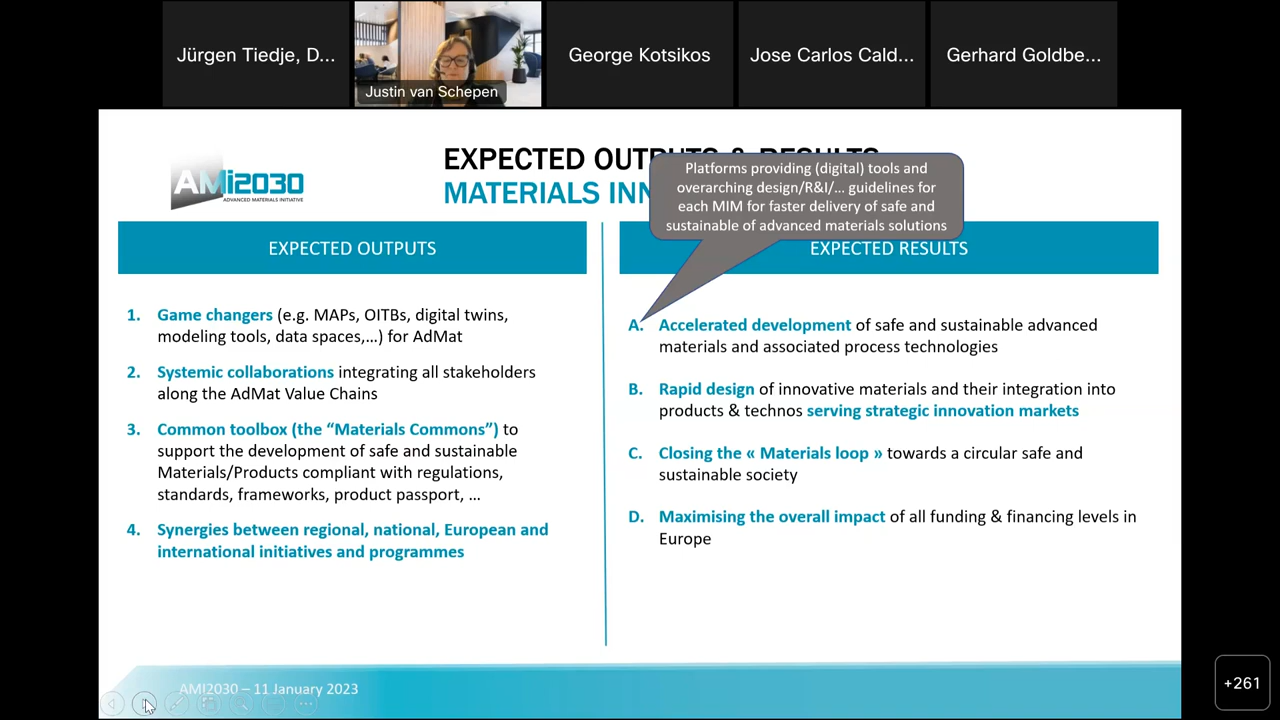 Jürgen Tiedje, D...
Justin van Schepen
George Kotsikos
Jose Carlos Cald...
Gerhard Goldbe...
AMi2030
ADVANCED MATERIALS INITIATIVE
EXPECTED OUTPUTS & RESULTS
MATERIALS INN
Platforms providing (digital) tools and
overarching design/R&I/... guidelines for
each MIM for faster delivery of safe and
sustainable of advanced materials solutions
EXPECTED OUTPUTS
1. Game changers (e.g. MAPs, OITBs, digital twins,
modeling tools, data spaces,...) for AdMat
2. Systemic collaborations integrating all stakeholders
along the AdMat Value Chains
3. Common toolbox (the “Materials Commons”) to
support the development of safe and sustainable
Materials/Products compliant with regulations,
standards, frameworks, product passport, ...
4. Synergies between regional, national, European and
international initiatives and programmes
EXPECTED RESULTS
A. Accelerated development of safe and sustainable advanced
materials and associated process technologies
B. Rapid design of innovative materials and their integration into
products & technos serving strategic innovation markets
C. Closing the « Materials loop » towards a circular safe and
sustainable society
D. Maximising the overall impact of all funding & financing levels in
Europe
AMI2030 – 11 January 2023
+261